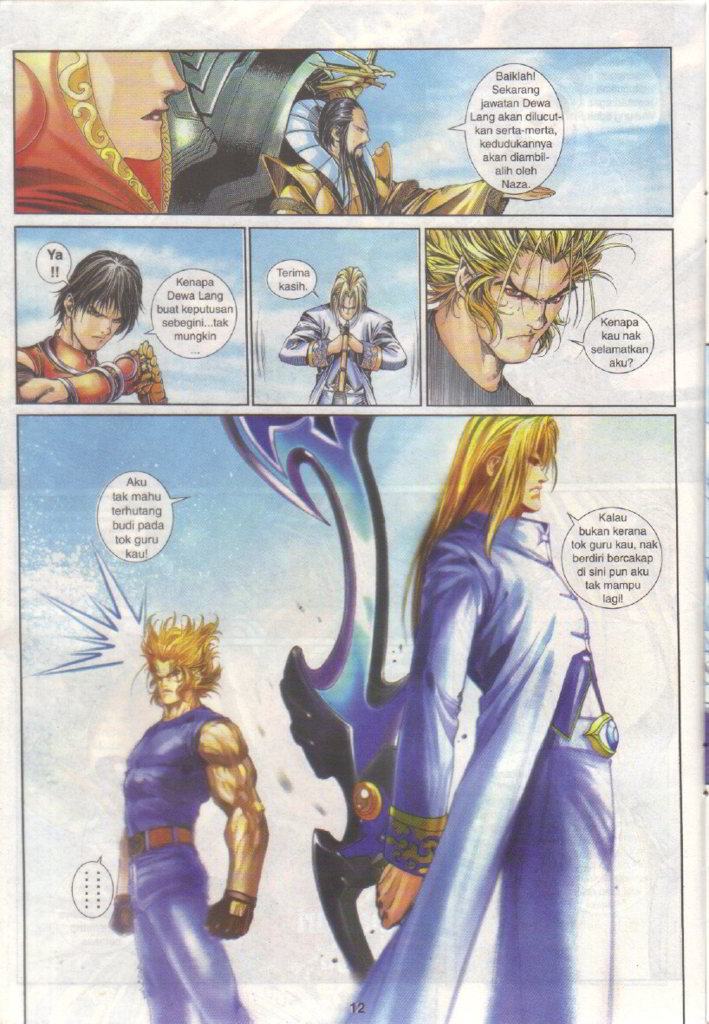 Baiklah!
Sekarang
jawatan Dewa
Lang akan dilucut-
kan serta-merta,
kedudukannya
akan diambil-
alih oleh
Naza.
Ya
!!
Kenapa
Dewa Lang
buat keputusan
sebegini...tak
mungkin
...
Terima
kasih.
Kenapa
kau nak
selamatkan
aku?
Aku
tak mahu
terhutang
budi pada
tok guru
kau!
Kalau
bukan kerana
tok guru kau, nak
berdiri bercakap
di sini pun aku
tak mampu
lagi!
12